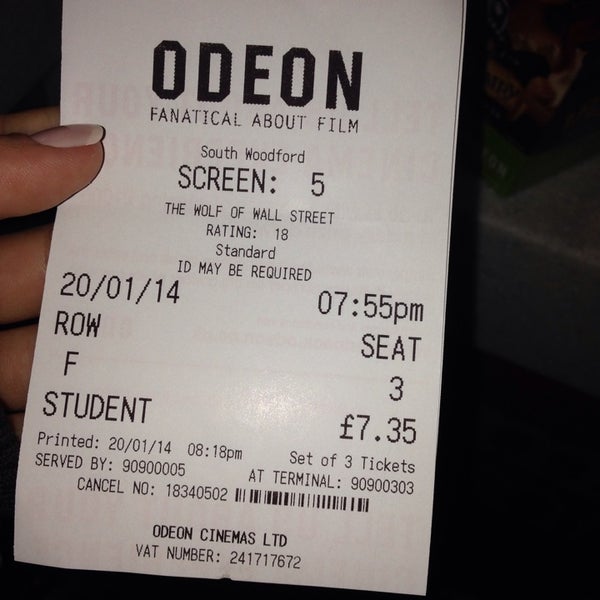 ODEON
FANATICAL ABOUT FILM
South Woodford
SCREEN: 5
THE WOLF OF WALL STREET
RATING: 18
Standard
ID MAY BE REQUIRED
20/01/14 07:55pm
ROW SEAT
F 3
STUDENT £7.35
Printed: 20/01/14 08:18pm Set of 3 Tickets
SERVED BY: 90900005 AT TERMINAL: 90900303
CANCEL NO: 18340502
ODEON CINEMAS LTD
VAT NUMBER: 241717672